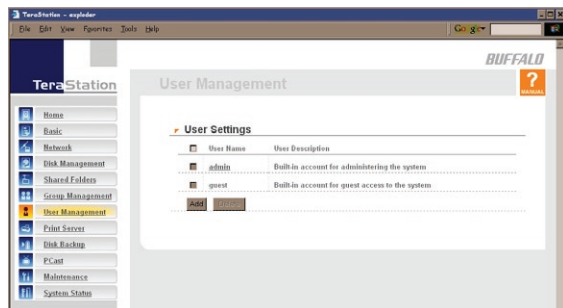 TeraStation - exploder
File Edit View Favorites Tools Help
Google
BUFFALO
TeraStation
User Management
?
MANUAL
Home
Basic
Network
Disk Management
Shared Folders
Group Management
User Management
Print Server
Disk Backup
PCast
Maintenance
System Status
User Settings
User Name User Description
admin Built-in account for administering the system
guest Built-in account for guest access to the system
Add